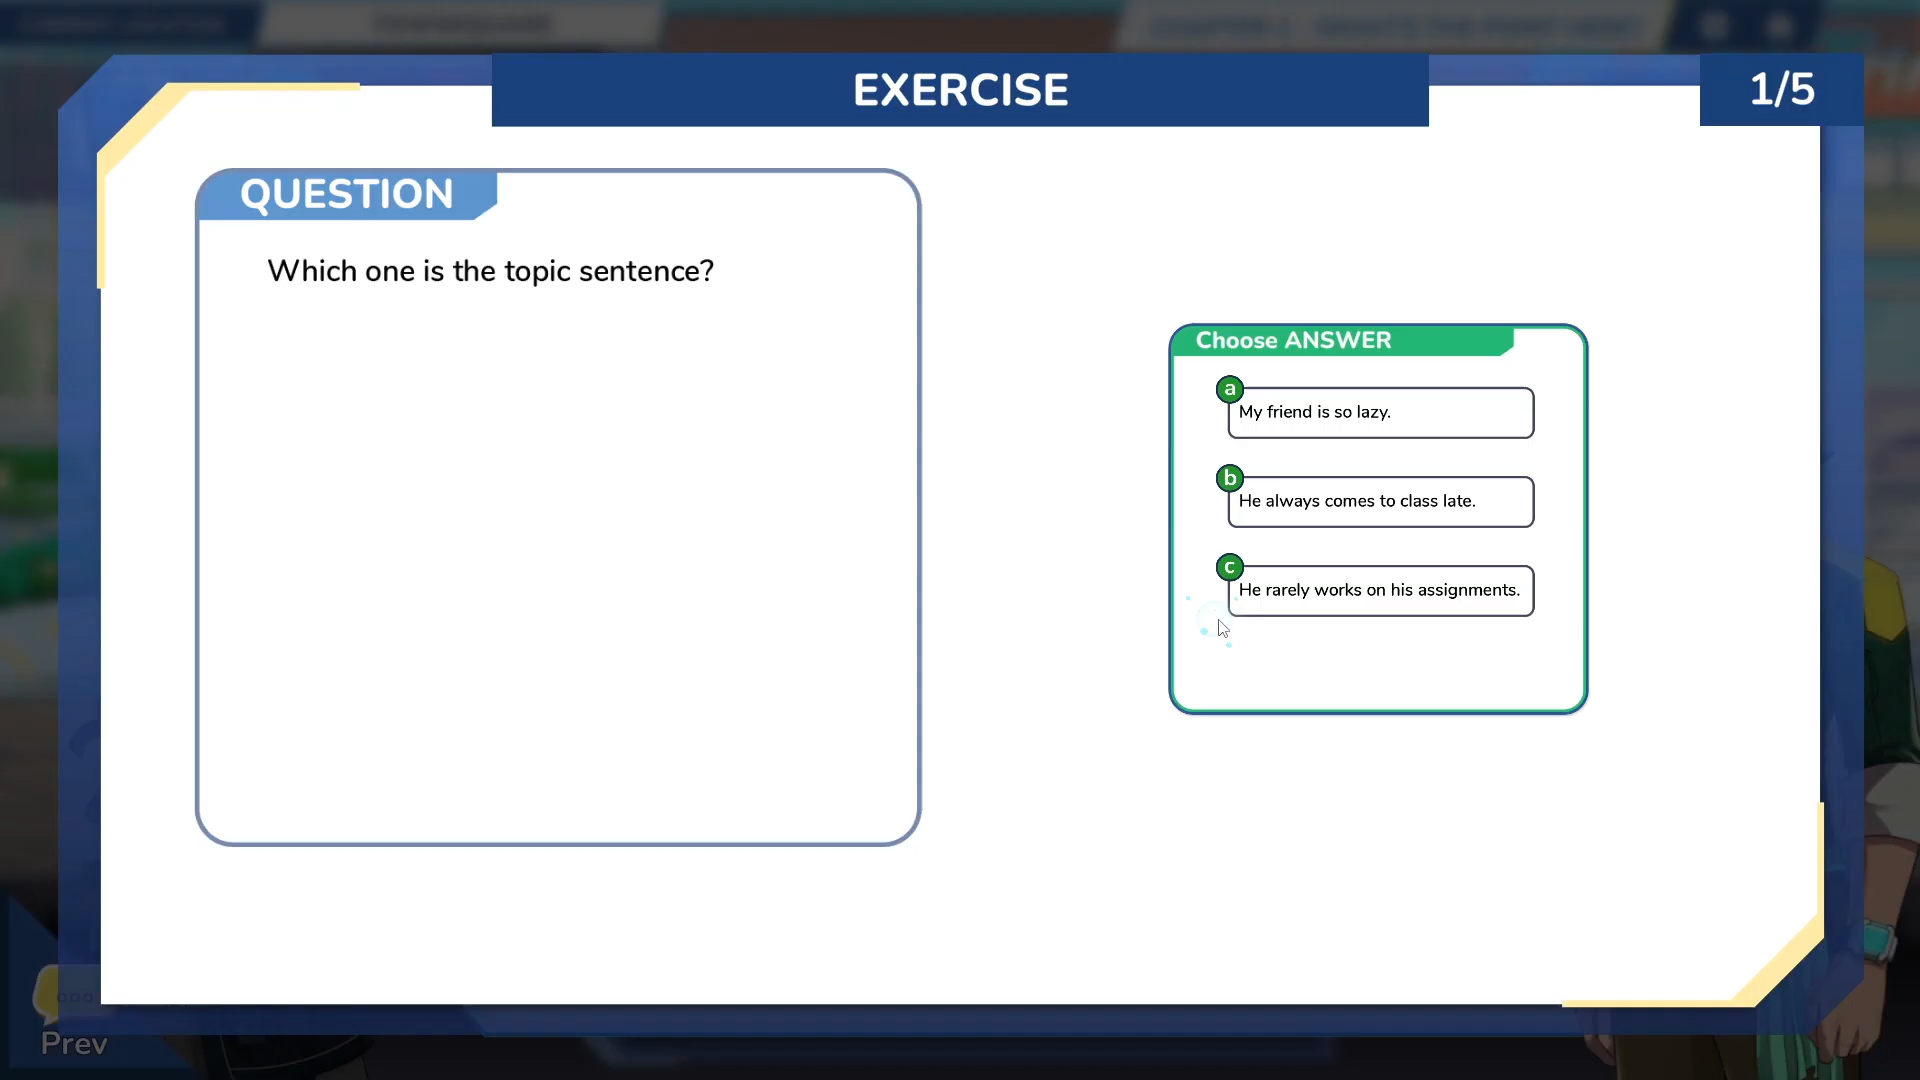 EXERCISE
1/5
QUESTION
Which one is the topic sentence?
Choose ANSWER
a
My friend is so lazy.
b
He always comes to class late.
c
He rarely works on his assignments.
Prev